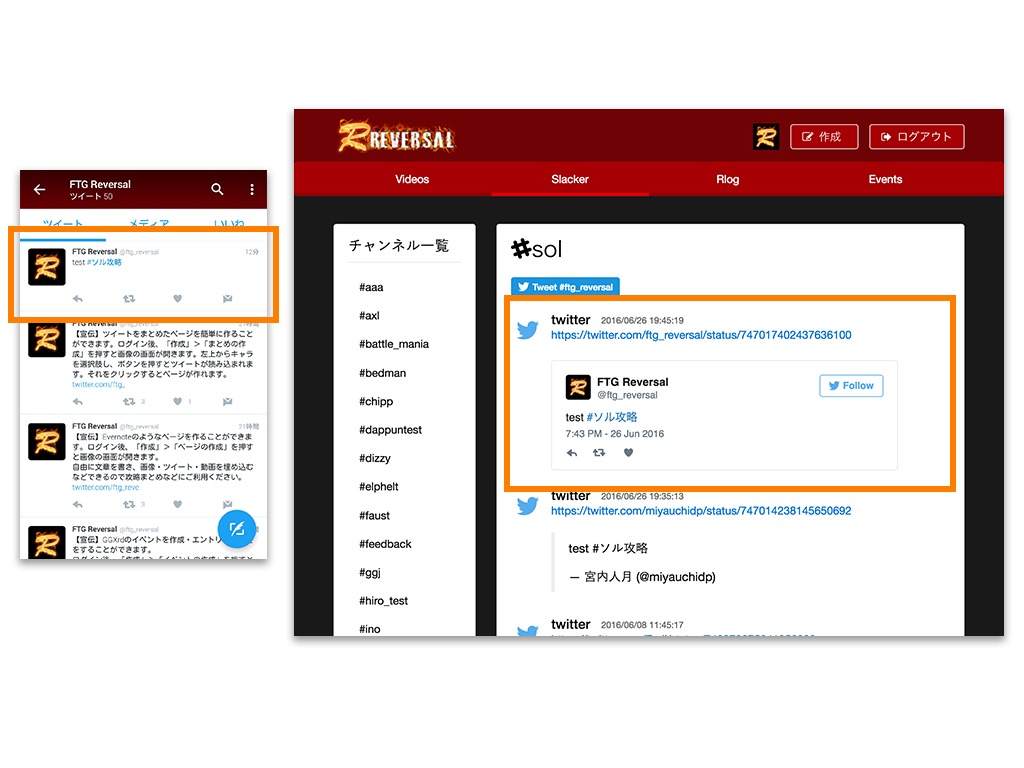 FTG Reversal
ツイート 50
ツイート メディア いいね
FTG Reversal @ftg_reversal 12分
test #ソル攻略
FTG Reversal @ftg_reversal 21時間
【宣伝】ツイートをまとめたページを簡単に作ること
ができます。ログイン後、「作成」>「まとめの作
成」を押すと画像の画面が開きます。左上からキャラ
を選択肢し、ボタンを押すとツイートが読み込まれま
す。それをクリックするとページが作れます。
twitter.com/ftg_
3 1
FTG Reversal @ftg_reversal 21時間
【宣伝】Evernoteのようなページを作ることができま
す。ログイン後、「作成」>「ページの作成」を押す
と画像の画面が開きます。
自由に文章を書き、画像・ツイート・動画を埋め込む
などできるので攻略まとめなどにご利用ください。
twitter.com/ftg_reve
3
FTG Reversal @ftg_reversal
【宣伝】GGXrdのイベントを作成・エントリ
をすることができます。
REVERSAL
作成
ログアウト
Videos
Slacker
Rlog
Events
チャンネル一覧
#aaa
#axl
#battle_mania
#bedman
#chipp
#dappuntest
#dizzy
#elphelt
#faust
#feedback
#ggj
#hiro_test
#ino
#sol
Tweet #ftg_reversal
twitter 2016/06/26 19:45:19
https://twitter.com/ftg_reversal/status/747017402437636100
FTG Reversal
@ftg_reversal
Follow
test #ソル攻略
7:43 PM - 26 Jun 2016
twitter 2016/06/26 19:35:13
https://twitter.com/miyauchidp/status/747014238145650692
test #ソル攻略
— 宮内人月 (@miyauchidp)
twitter 2016/06/08 11:45:17